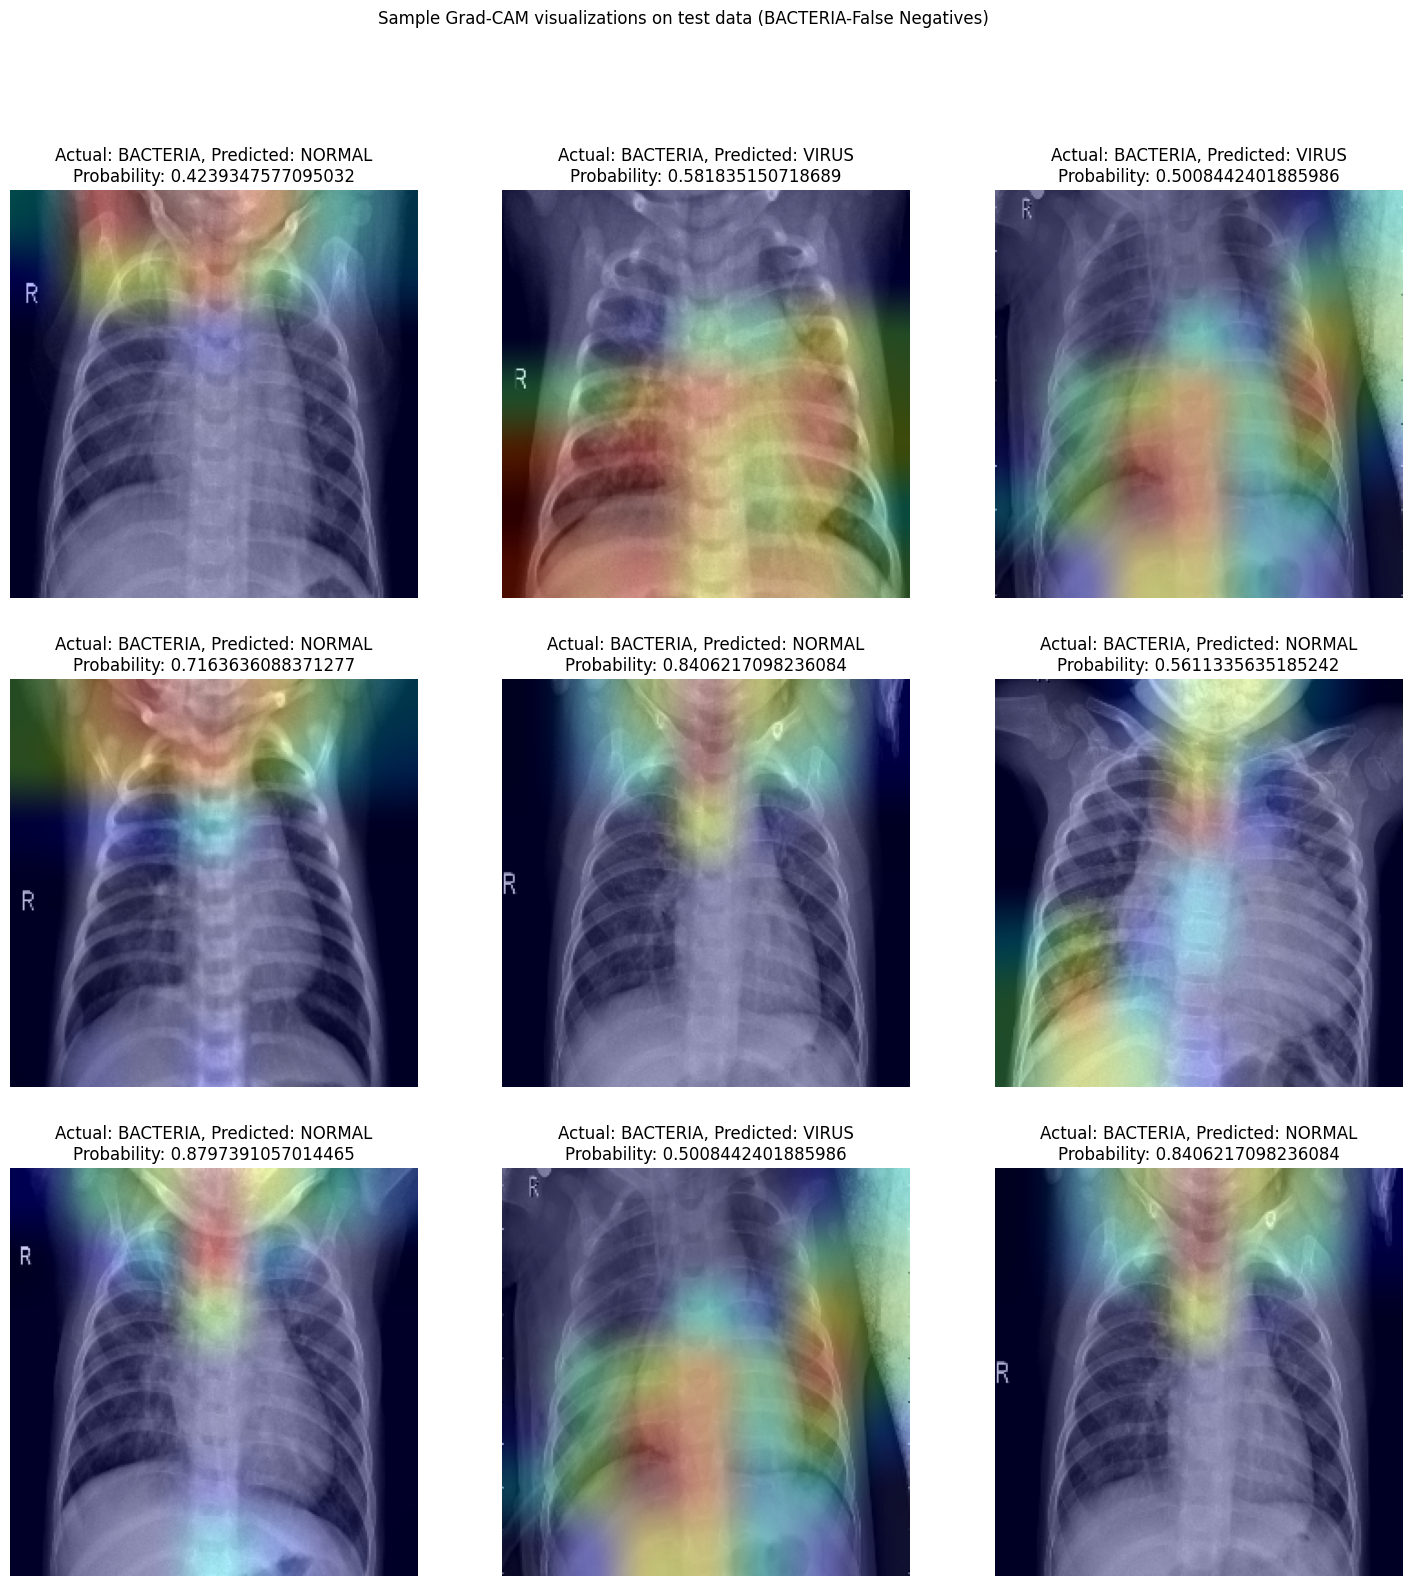 Sample Grad-CAM visualizations on test data (BACTERIA-False Negatives)
Actual: BACTERIA, Predicted: NORMAL
Probability: 0.4239347577095032
Actual: BACTERIA, Predicted: VIRUS
Probability: 0.581835150718689
Actual: BACTERIA, Predicted: VIRUS
Probability: 0.5008442401885986
R
R
R
Actual: BACTERIA, Predicted: NORMAL
Probability: 0.7163636088371277
Actual: BACTERIA, Predicted: NORMAL
Probability: 0.8406217098236084
Actual: BACTERIA, Predicted: NORMAL
Probability: 0.5611335635185242
R
R
Actual: BACTERIA, Predicted: NORMAL
Probability: 0.8797391057014465
Actual: BACTERIA, Predicted: VIRUS
Probability: 0.5008442401885986
Actual: BACTERIA, Predicted: NORMAL
Probability: 0.8406217098236084
R
R
R